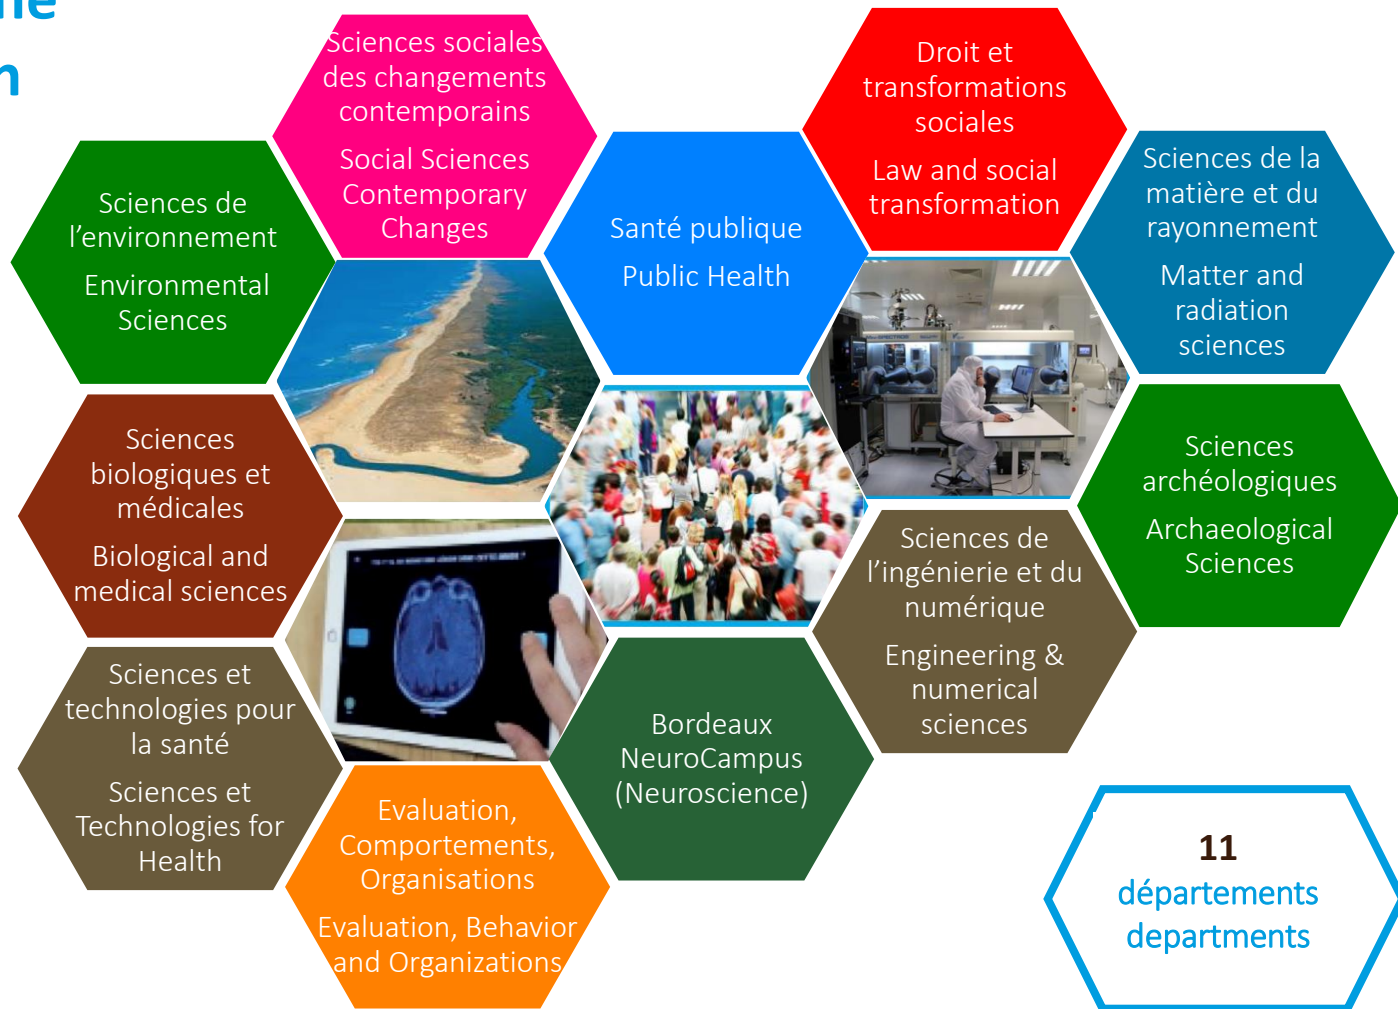 Sciences sociales
des changements
contemporains
Social Sciences
Contemporary
Changes
Droit et
transformations
sociales
Law and social
transformation
Sciences de
l’environnement
Environmental
Sciences
Santé publique
Public Health
Sciences de la
matière et du
rayonnement
Matter and
radiation
sciences
Sciences
biologiques et
médicales
Biological and
medical sciences
Sciences
archéologiques
Archaeological
Sciences
Sciences de
l’ingénierie et du
numérique
Engineering &
numerical
sciences
Sciences et
technologies pour
la santé
Sciences et
Technologies for
Health
Bordeaux
NeuroCampus
(Neuroscience)
Evaluation,
Comportements,
Organisations
Evaluation, Behavior
and Organizations
11
départements
departments